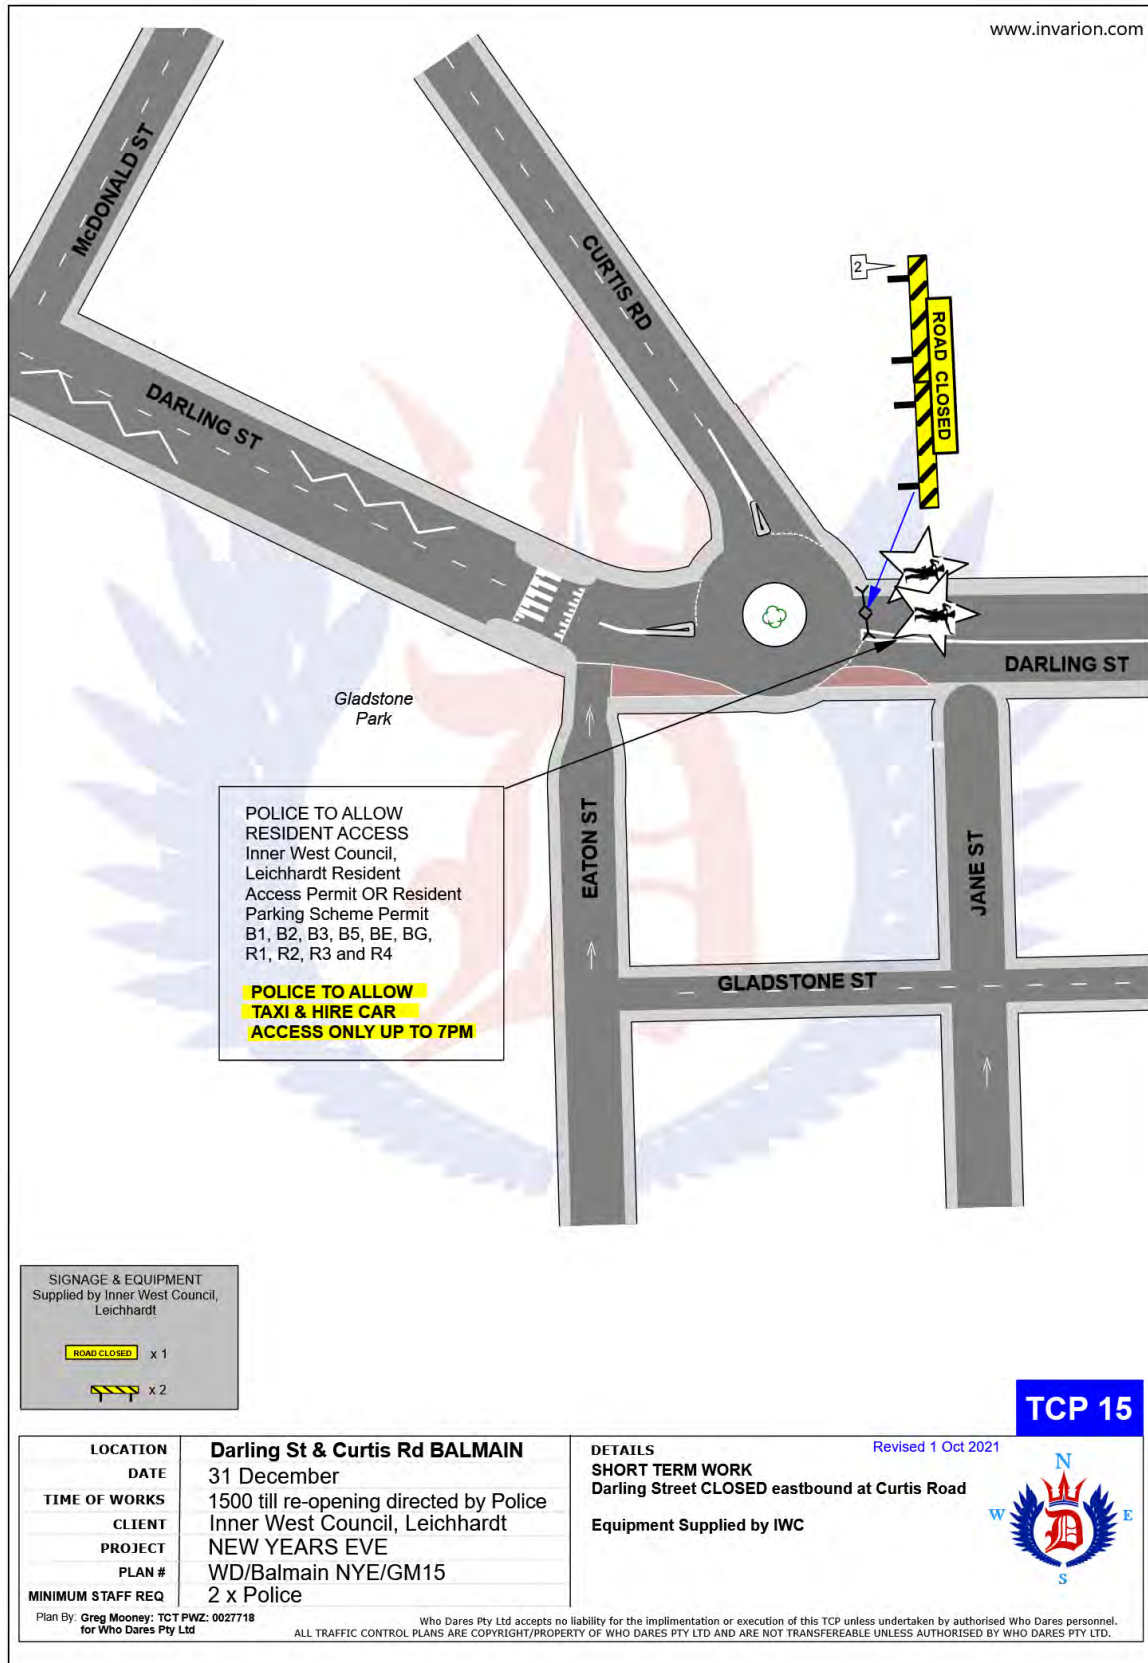 www.invarion.com
McDONALD ST
CURTIS RD
2
ROAD CLOSED
DARLING ST
DARLING ST
Gladstone
Park
POLICE TO ALLOW
RESIDENT ACCESS
Inner West Council,
Leichhardt Resident
Access Permit OR Resident
Parking Scheme Permit
B1, B2, B3, B5, BE, BG,
R1, R2, R3 and R4
POLICE TO ALLOW
TAXI & HIRE CAR
ACCESS ONLY UP TO 7PM
EATON ST
JANE ST
GLADSTONE ST
SIGNAGE & EQUIPMENT
Supplied by Inner West Council,
Leichhardt
ROAD CLOSED x 1
x 2
TCP 15
LOCATION Darling St & Curtis Rd BALMAIN
DATE 31 December
TIME OF WORKS 1500 till re-opening directed by Police
CLIENT Inner West Council, Leichhardt
PROJECT NEW YEARS EVE
PLAN # WD/Balmain NYE/GM15
MINIMUM STAFF REQ 2 x Police
DETAILS Revised 1 Oct 2021
SHORT TERM WORK
Darling Street CLOSED eastbound at Curtis Road
Equipment Supplied by IWC
N
W D E
S
Plan By: Greg Mooney: TCT PWZ: 0027718
for Who Dares Pty Ltd
Who Dares Pty Ltd accepts no liability for the implimentation or execution of this TCP unless undertaken by authorised Who Dares personnel.
ALL TRAFFIC CONTROL PLANS ARE COPYRIGHT/PROPERTY OF WHO DARES PTY LTD AND ARE NOT TRANSFEREABLE UNLESS AUTHORISED BY WHO DARES PTY LTD.